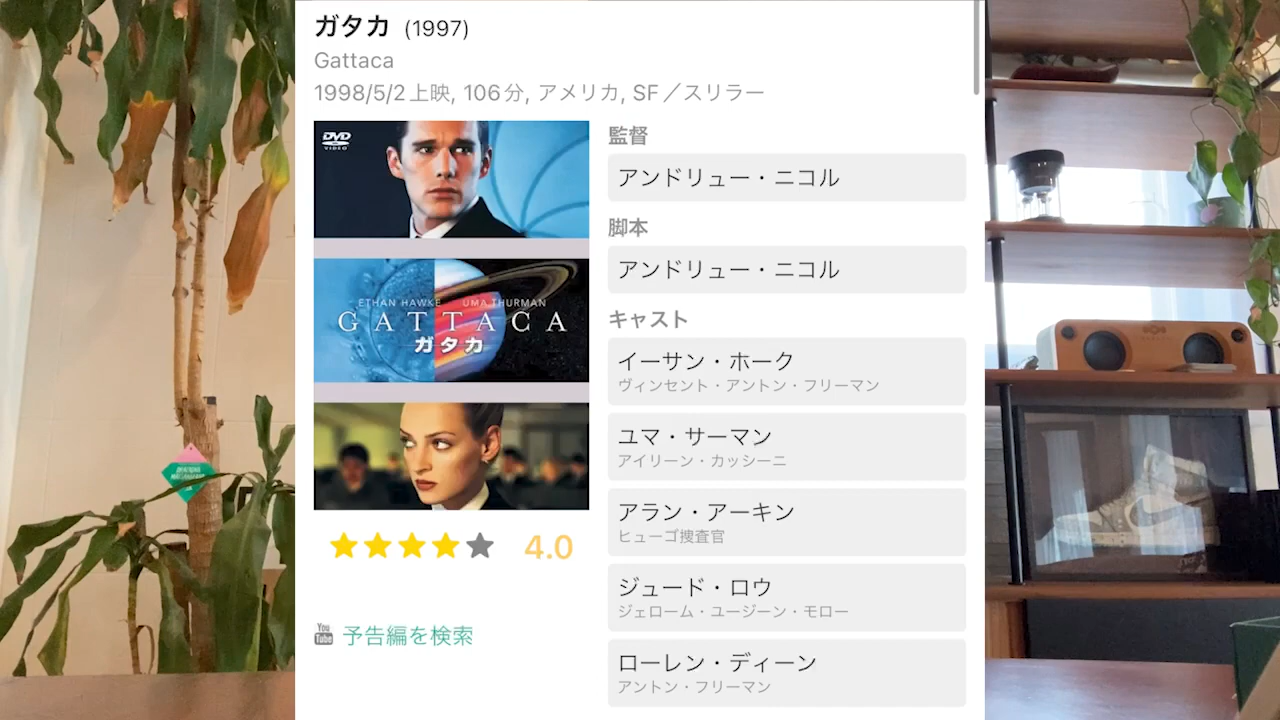 ガタカ (1997)
Gattaca
1998/5/2上映, 106分, アメリカ, SF／スリラー
DVD
VIDEO
ETHAN HAWKE UMA THURMAN
GATTACA
ガタカ
4.0
You
Tube
予告編を検索
監督
アンドリュー・ニコル
脚本
アンドリュー・ニコル
キャスト
イーサン・ホーク
ヴィンセント・アントン・フリーマン
ユマ・サーマン
アイリーン・カッシーニ
アラン・アーキン
ヒューゴ捜査官
ジュード・ロウ
ジェローム・ユージーン・モロー
ローレン・ディーン
アントン・フリーマン